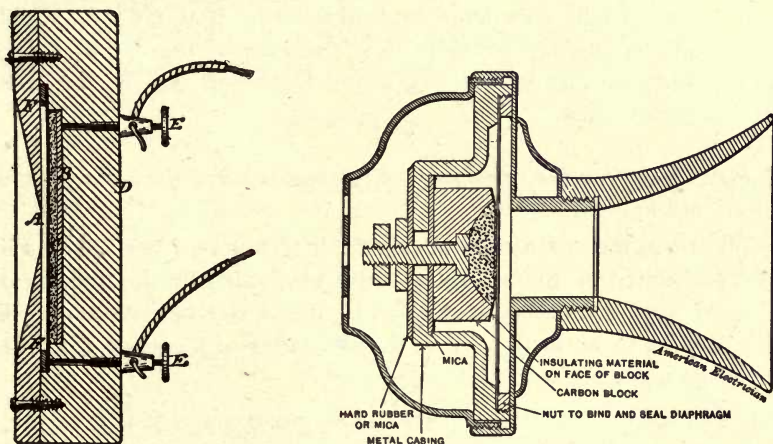 F
E
B
D
A
F
E
MICA
INSULATING MATERIAL
ON FACE OF BLOCK
CARBON BLOCK
NUT TO BIND AND SEAL DIAPHRAGM
HARD RUBBER
OR MICA
METAL CASING
American Electrician